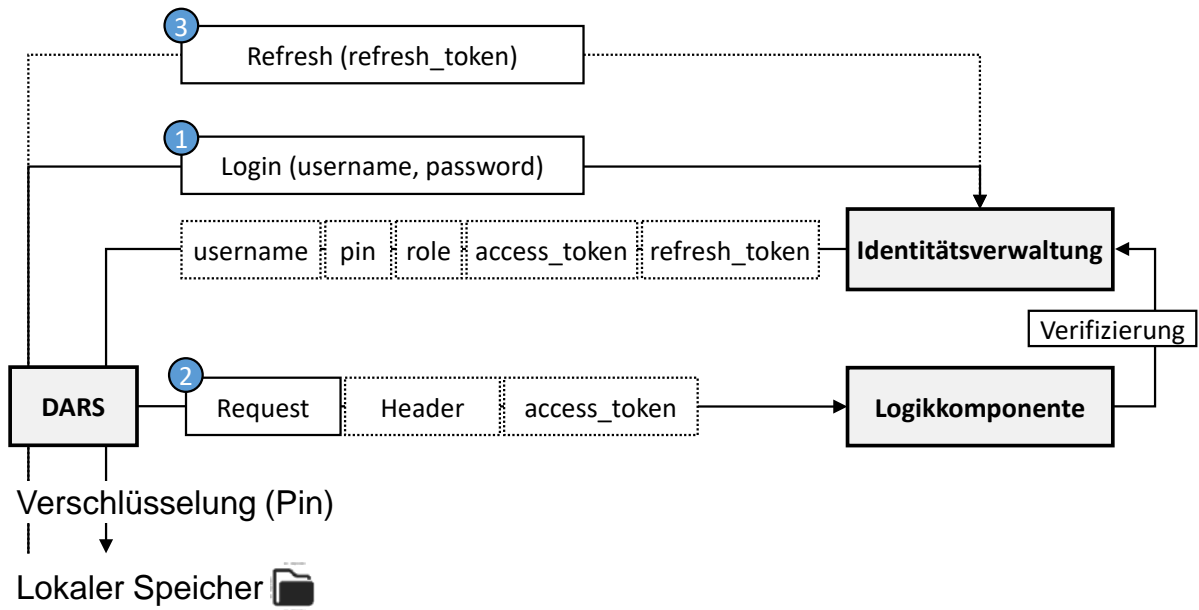 3
Refresh (refresh_token)
1
Login (username, password)
username pin role access_token refresh_token
Identitätsverwaltung
Verifizierung
2
DARS
Request Header access_token
Logikkomponente
Verschlüsselung (Pin)
Lokaler Speicher